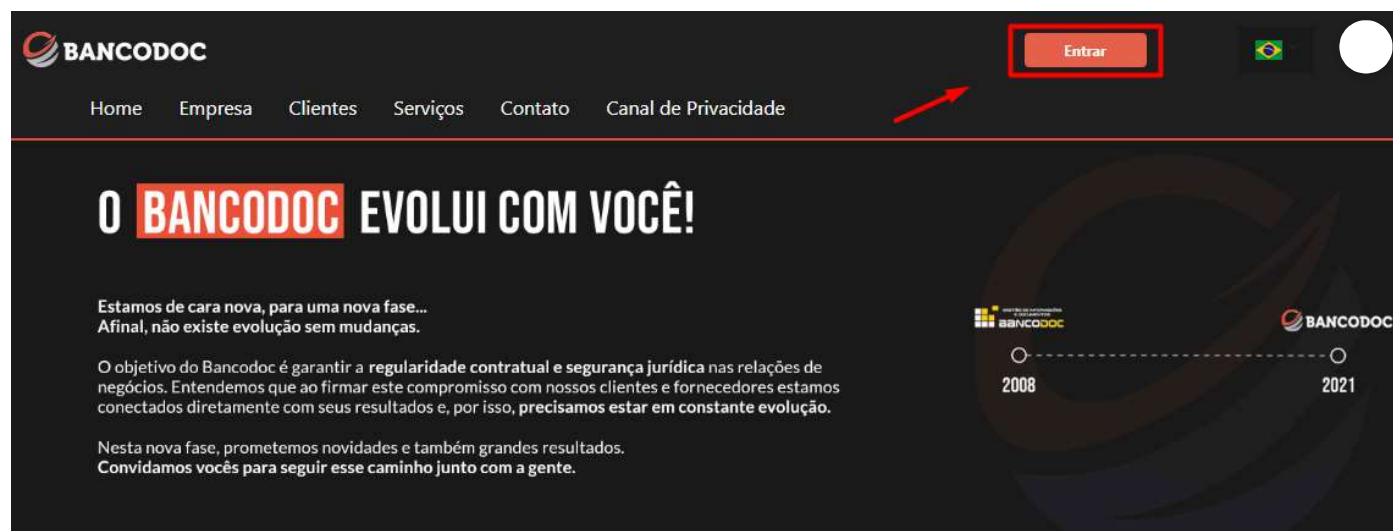 BANCODOC
Entrar
Home Empresa Clientes Serviços Contato Canal de Privacidade
O BANCODOC EVOLUI COM VOCÊ!
Estamos de cara nova, para uma nova fase...
Afinal, não existe evolução sem mudanças.
O objetivo do Bancodoc é garantir a regularidade contratual e segurança jurídica nas relações de
negócios. Entendemos que ao firmar este compromisso com nossos clientes e fornecedores estamos
conectados diretamente com seus resultados e, por isso, precisamos estar em constante evolução.
Nesta nova fase, prometemos novidades e também grandes resultados.
Convidamos vocês para seguir esse caminho junto com a gente.
BANCODOC
BANCODOC
2008
2021